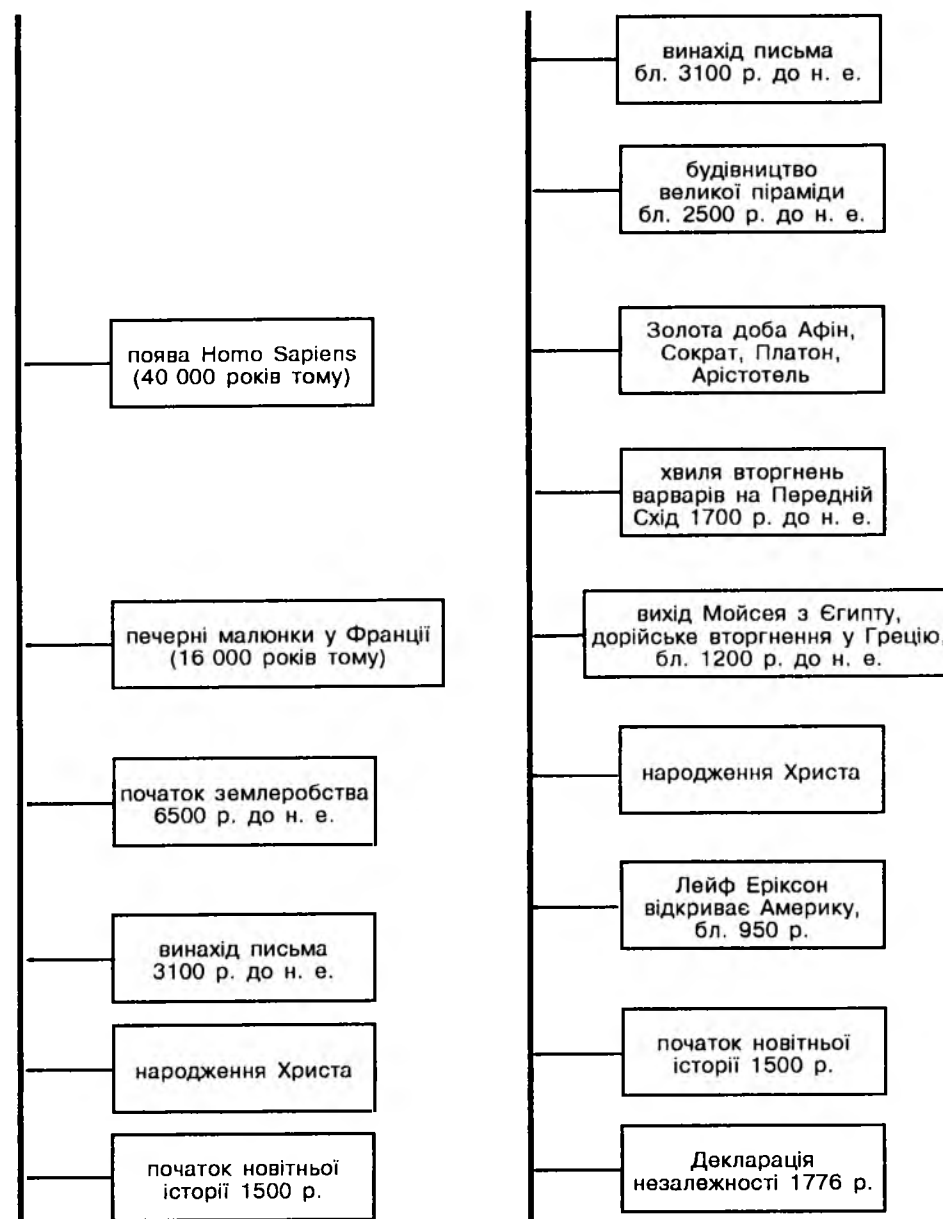 поява Homo Sapiens
(40 000 років тому)
печерні малюнки у Франції
(16 000 років тому)
початок землеробства
6500 р. до н. е.
винахід письма
3100 р. до н. е.
народження Христа
початок новітньої
історії 1500 р.
винахід письма
бл. 3100 р. до н. е.
будівництво
великої піраміди
бл. 2500 р. до н. е.
Золота доба Афін,
Сократ, Платон,
Арістотель
хвиля вторгнень
варварів на Передній
Схід 1700 р. до н. е.
вихід Мойсея з Єгипту,
дорійське вторгнення у Грецію,
бл. 1200 р. до н. е.
народження Христа
Лейф Еріксон
відкриває Америку,
бл. 950 р.
початок новітньої
історії 1500 р.
Декларація
незалежності 1776 р.